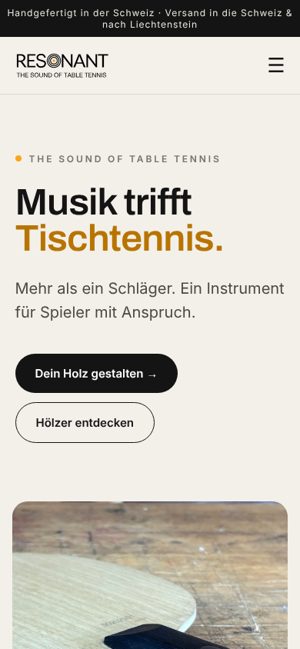 Handgefertigt in der Schweiz · Versand in die Schweiz &
nach Liechtenstein
RESONANT
THE SOUND OF TABLE TENNIS
THE SOUND OF TABLE TENNIS
Musik trifft
Tischtennis.
Mehr als ein Schläger. Ein Instrument
für Spieler mit Anspruch.
Dein Holz gestalten →
Hölzer entdecken